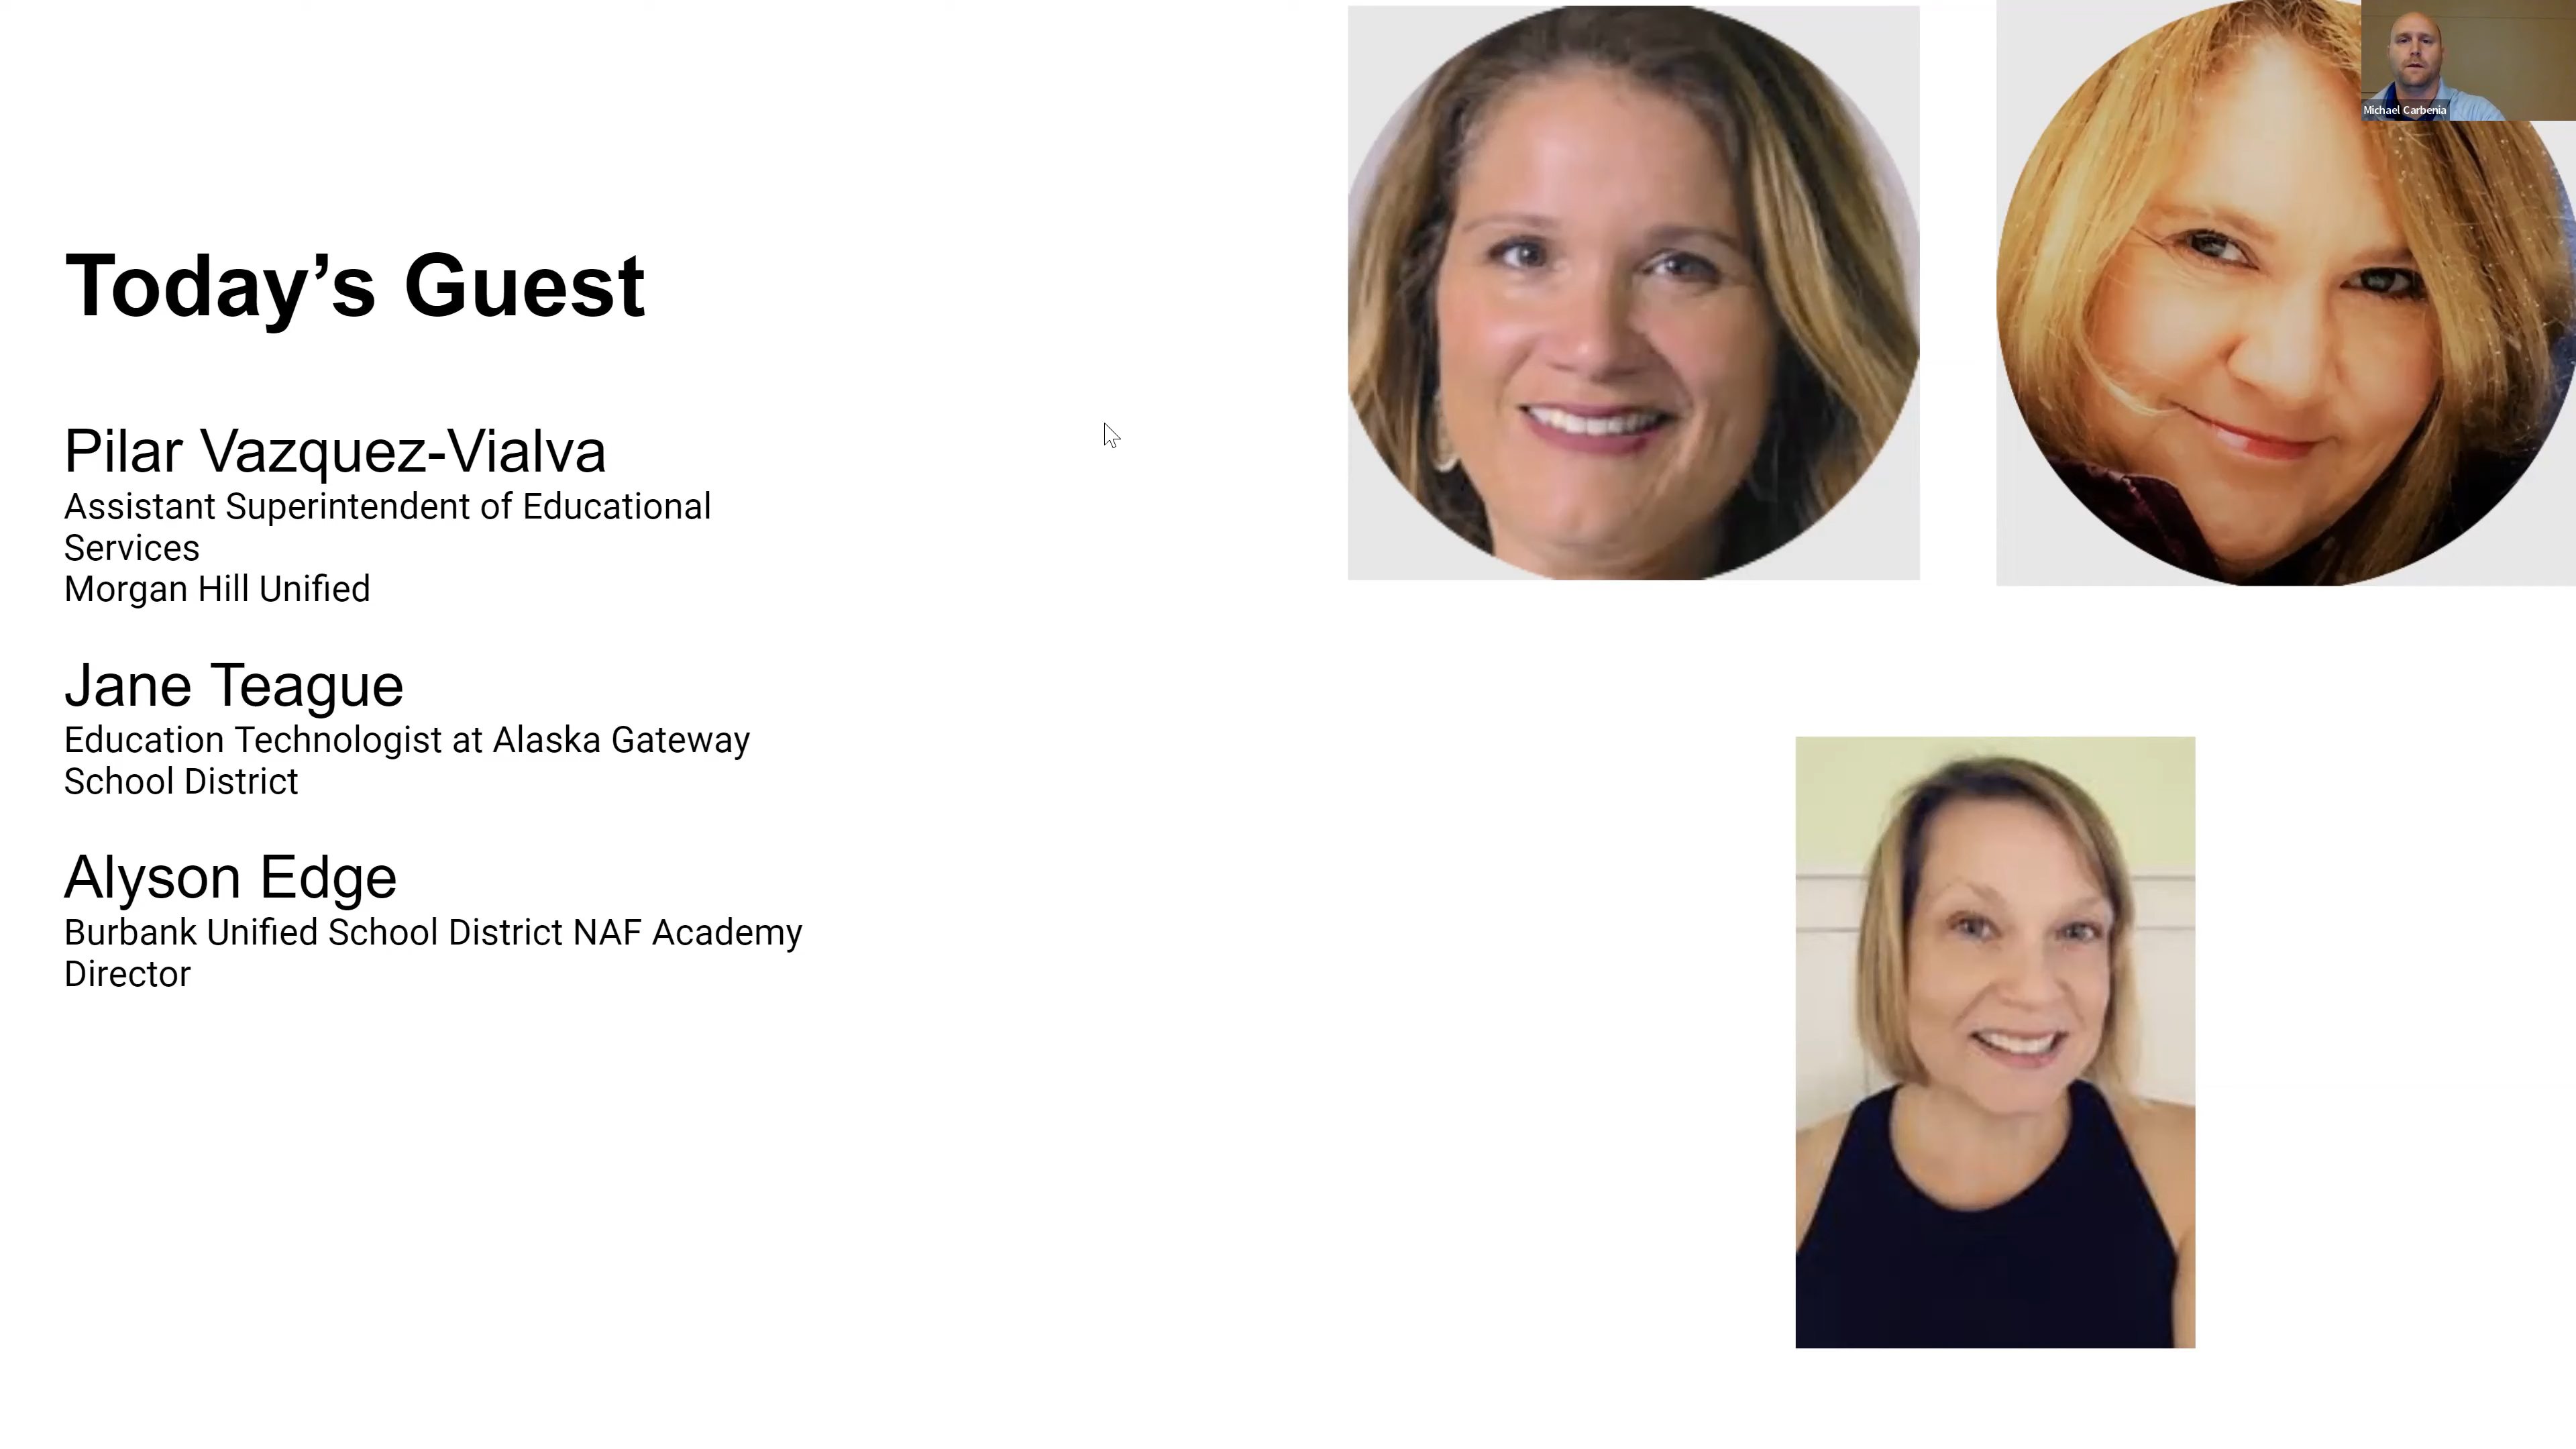 Today’s Guest
Pilar Vazquez-Vialva
Assistant Superintendent of Educational
Services
Morgan Hill Unified
Jane Teague
Education Technologist at Alaska Gateway
School District
Alyson Edge
Burbank Unified School District NAF Academy
Director
Michael Carbenia